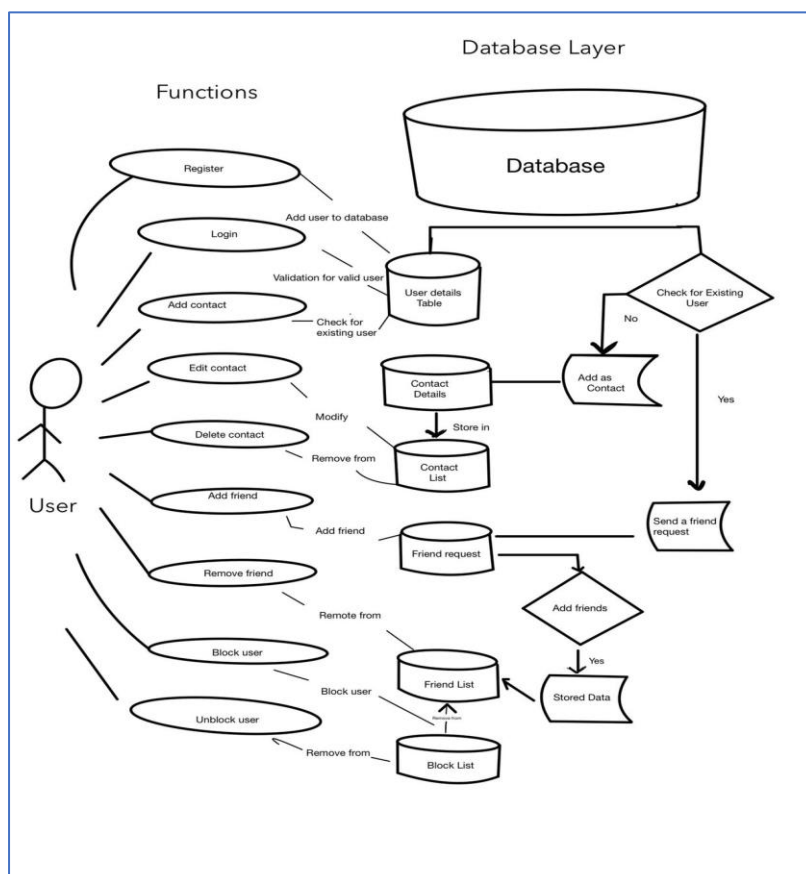 Database Layer
Functions
Database
Register
Add user to database
Login
Validation for valid user
User details
Table
Check for Existing
User
Add contact
Check for
existing user
No
Edit contact
Contact
Details
Add as
Contact
Yes
Modify
Store in
Delete contact
Remove from
Contact
List
User
Add friend
Add friend
Send a friend
request
Friend request
Remove friend
Add friends
Remote from
Block user
Yes
Friend List
Block user
Stored Data
Unblock user
Remove from
Remove from
Block List